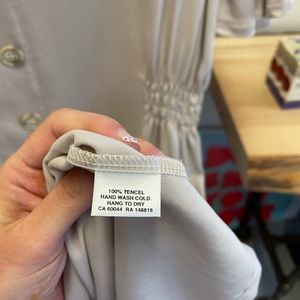 100% TENCEL
HAND WASH COLD
HANG TO DRY
CA 60044 RA 148816